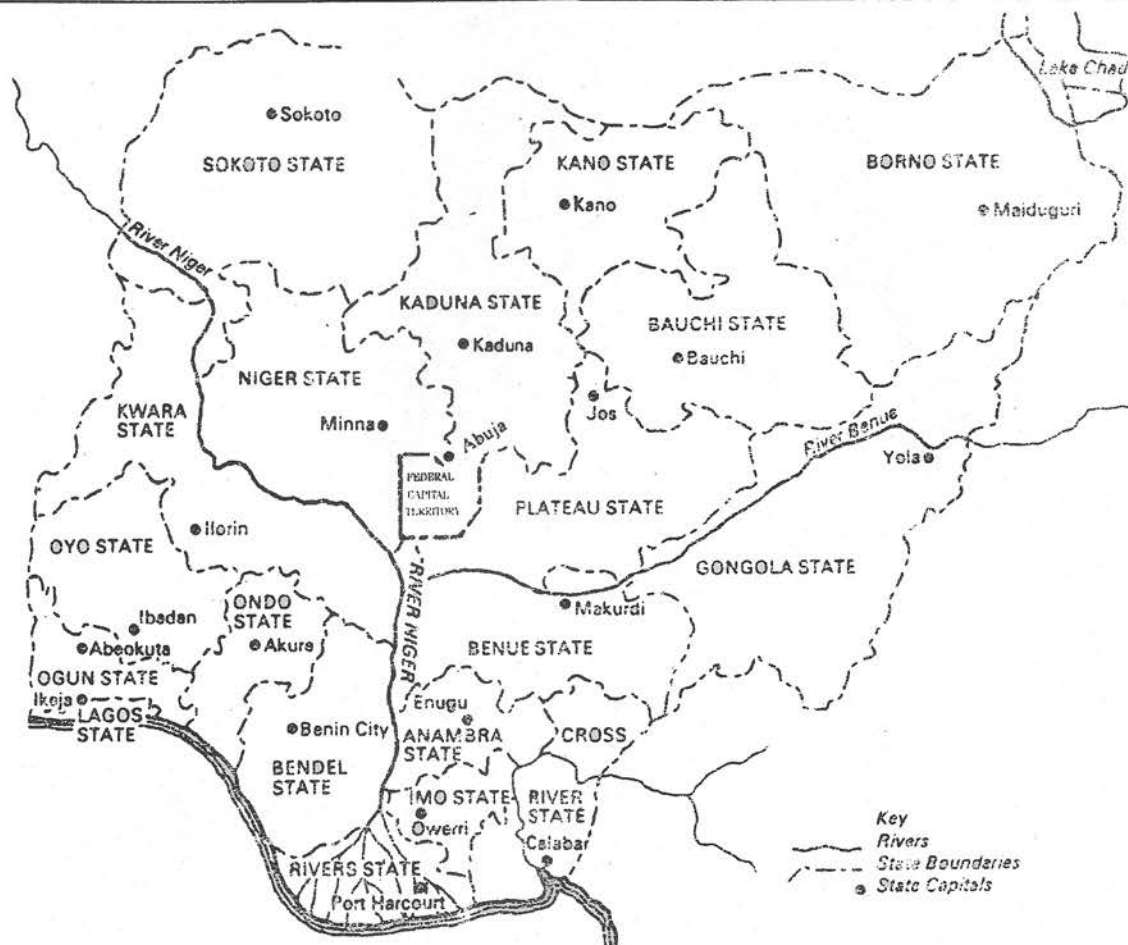 Lake Chad
Sokoto
SOKOTO STATE
KANO STATE
Kano
BORNO STATE
Maiduguri
River Niger
KADUNA STATE
Kaduna
BAUCHI STATE
Bauchi
NIGER STATE
Minna
Jos
KWARA
STATE
Abuja
River Benue
Yola
FEDERAL
CAPITAL
TERRITORY
PLATEAU STATE
Ilorin
OYO STATE
GONGOLA STATE
RIVER NIGER
ONDO
STATE
Makurdi
Ibadan
Akure
Abeokuta
BENUE STATE
OGUN STATE
Ikeja
LAGOS
STATE
Enugu
ANAMBRA
STATE
CROSS
Benin City
BENDEL
STATE
IMO STATE
Owerri
RIVER
STATE
Calabar
RIVERS STATE
Port Harcourt
Key
Rivers
State Boundaries
State Capitals